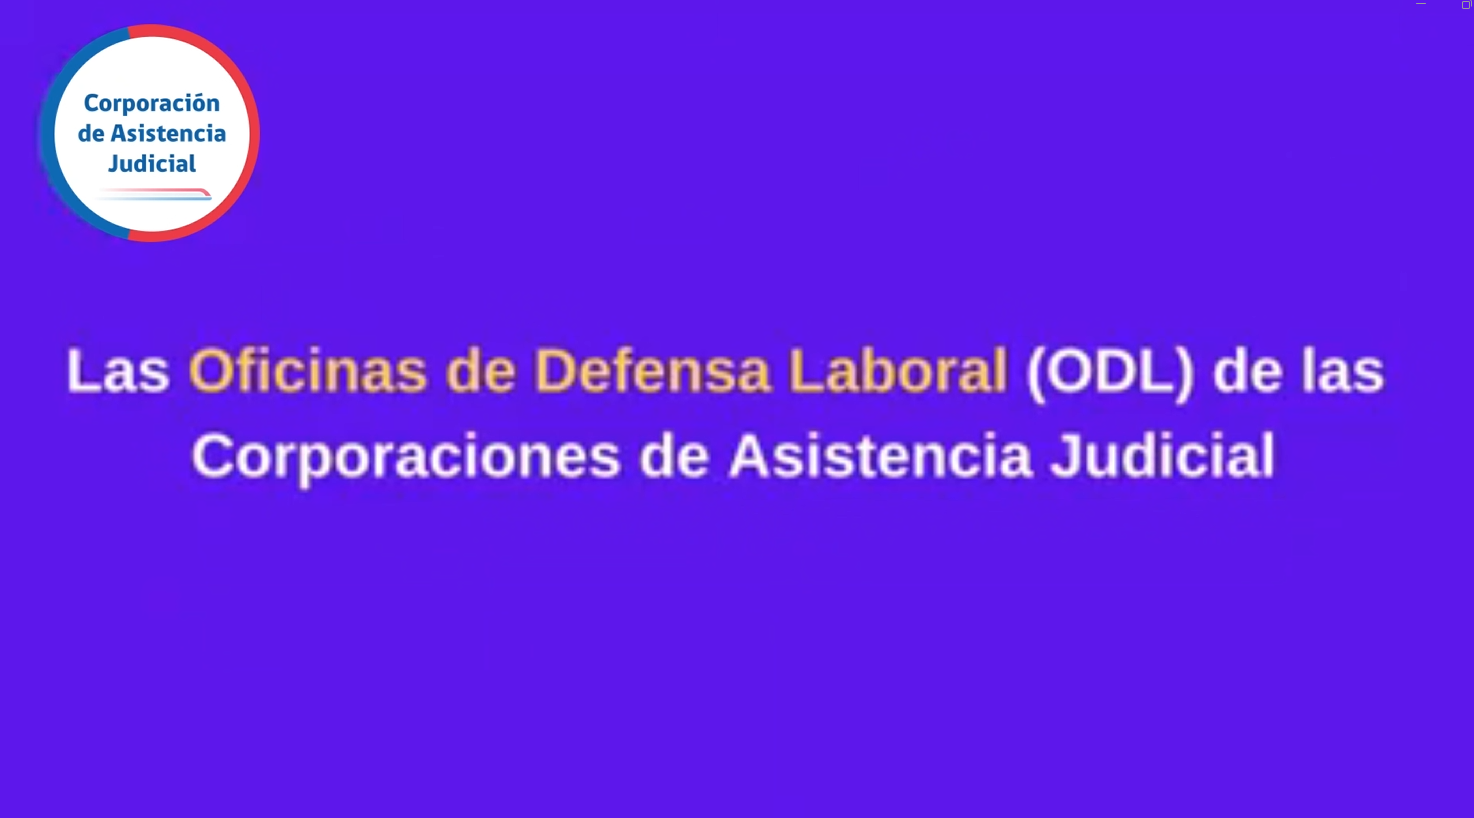 Corporación
de Asistencia
Judicial
Las Oficinas de Defensa Laboral (ODL) de las
Corporaciones de Asistencia Judicial